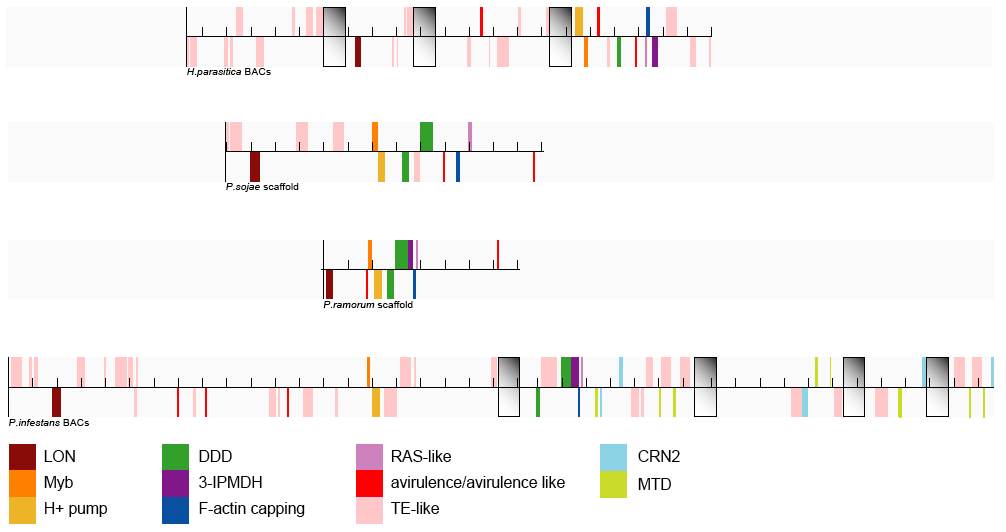 H.parasitica BACs
P.sojae scaffold
P.ramorum scaffold
P.infestans BACs
LON
DDD
RAS-like
CRN2
Myb
3-IPMDH
avirulence/avirulence like
MTD
H+ pump
F-actin capping
TE-like